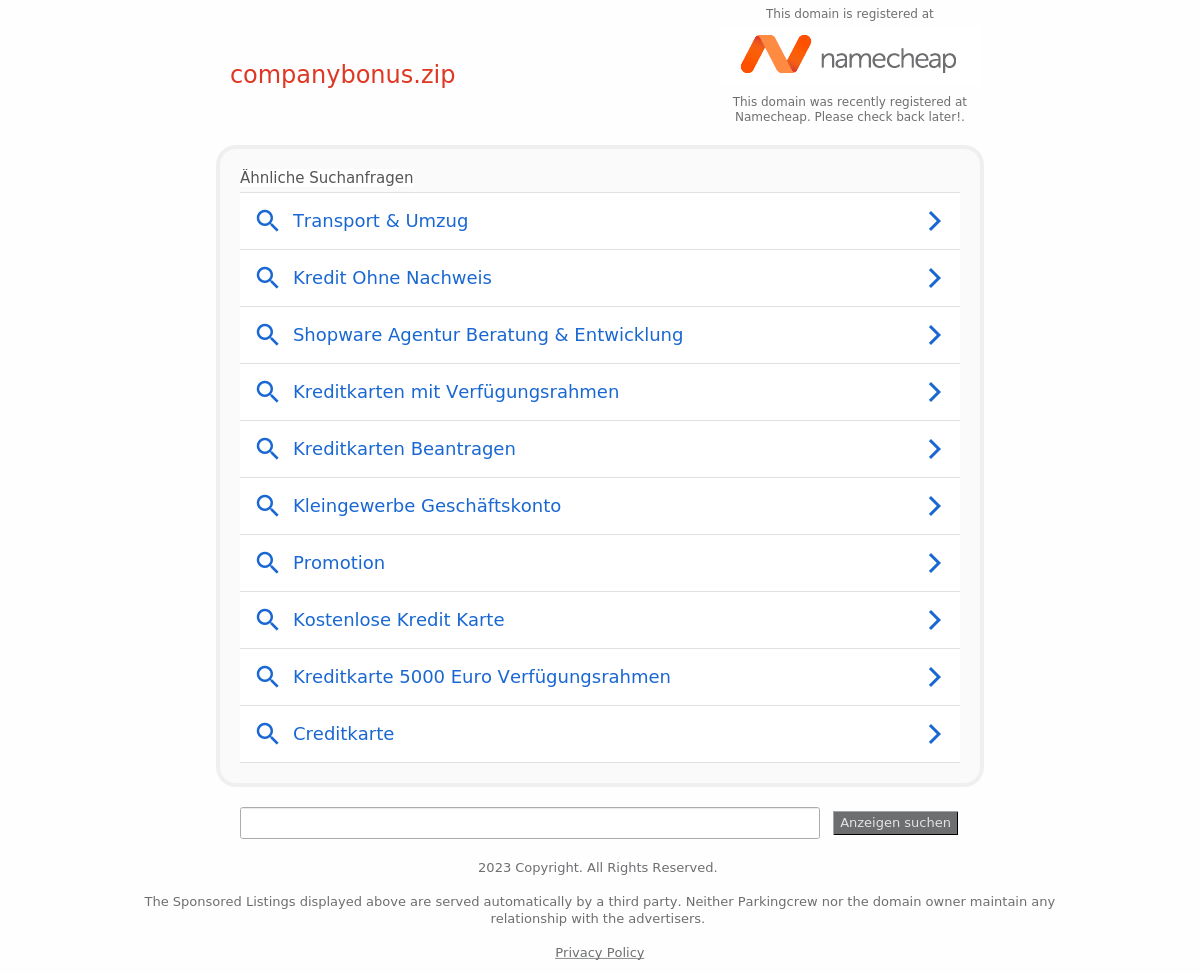 This domain is registered at
namecheap
companybonus.zip
This domain was recently registered at
Namecheap. Please check back later!.
Ähnliche Suchanfragen
Transport & Umzug
Kredit Ohne Nachweis
Shopware Agentur Beratung & Entwicklung
Kreditkarten mit Verfügungsrahmen
Kreditkarten Beantragen
Kleingewerbe Geschäftskonto
Promotion
Kostenlose Kredit Karte
Kreditkarte 5000 Euro Verfügungsrahmen
Creditkarte
Anzeigen suchen
2023 Copyright. All Rights Reserved.
The Sponsored Listings displayed above are served automatically by a third party. Neither Parkingcrew nor the domain owner maintain any
relationship with the advertisers.
Privacy Policy